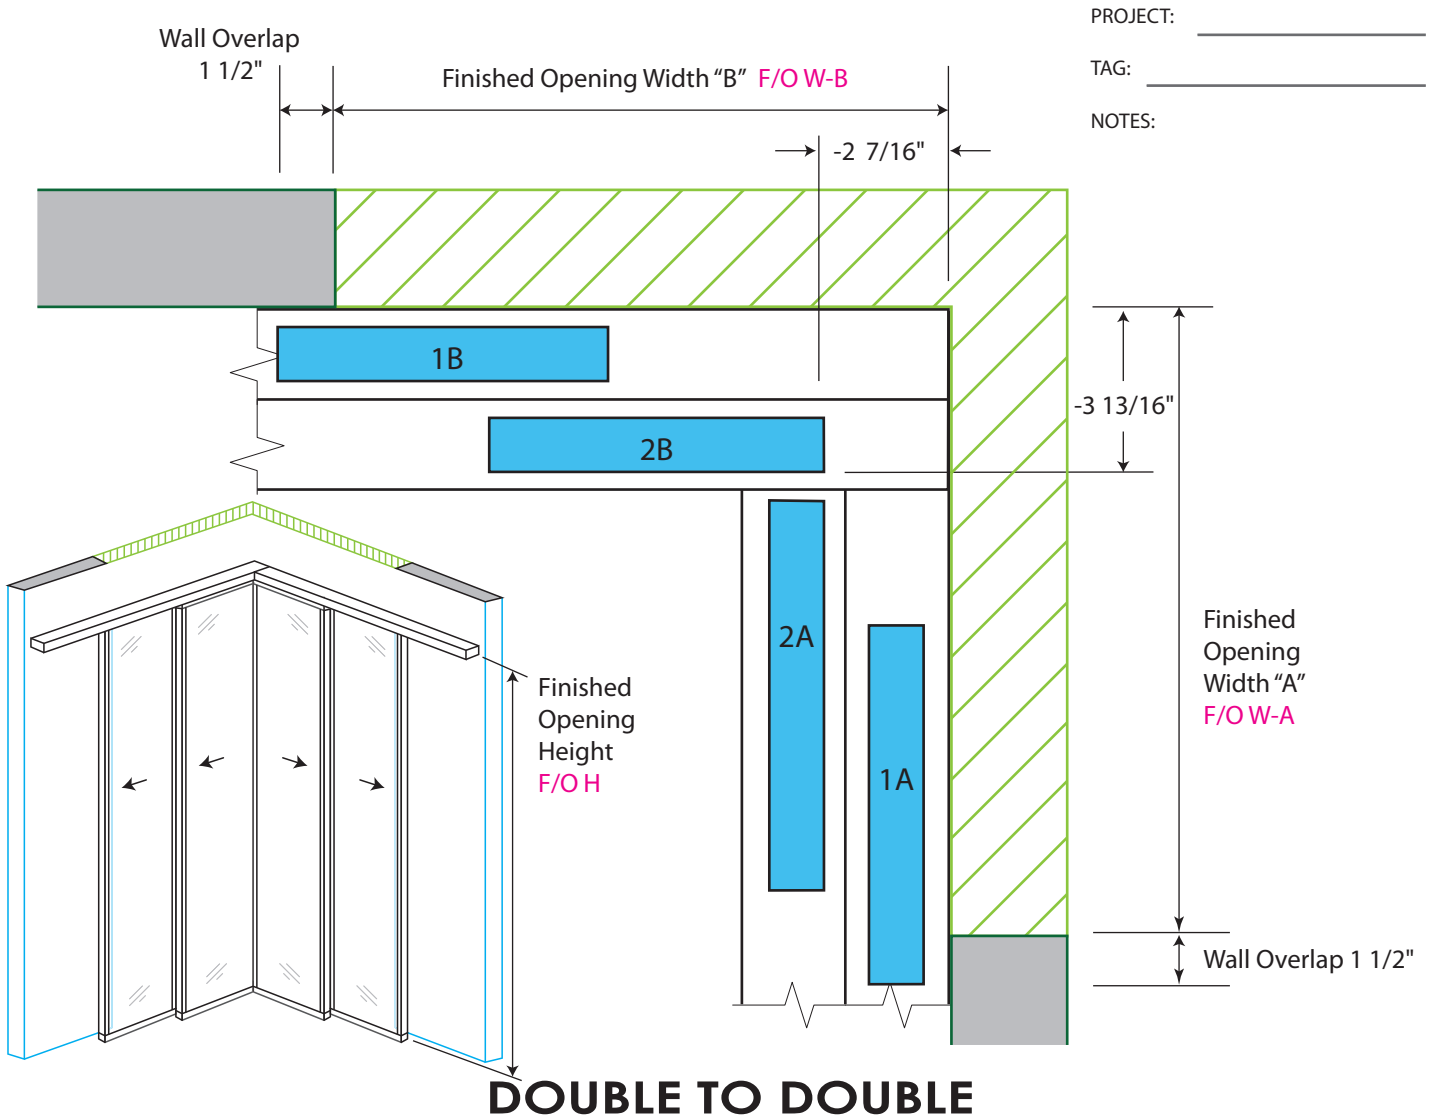 PROJECT:
TAG:
NOTES:
Wall Overlap
1 1/2"
Finished Opening Width “B” F/O W-B
-2 7/16"
1B
2B
-3 13/16"
2A
1A
Finished
Opening
Width “A”
F/O W-A
Finished
Opening
Height
F/O H
Wall Overlap 1 1/2"
DOUBLE TO DOUBLE